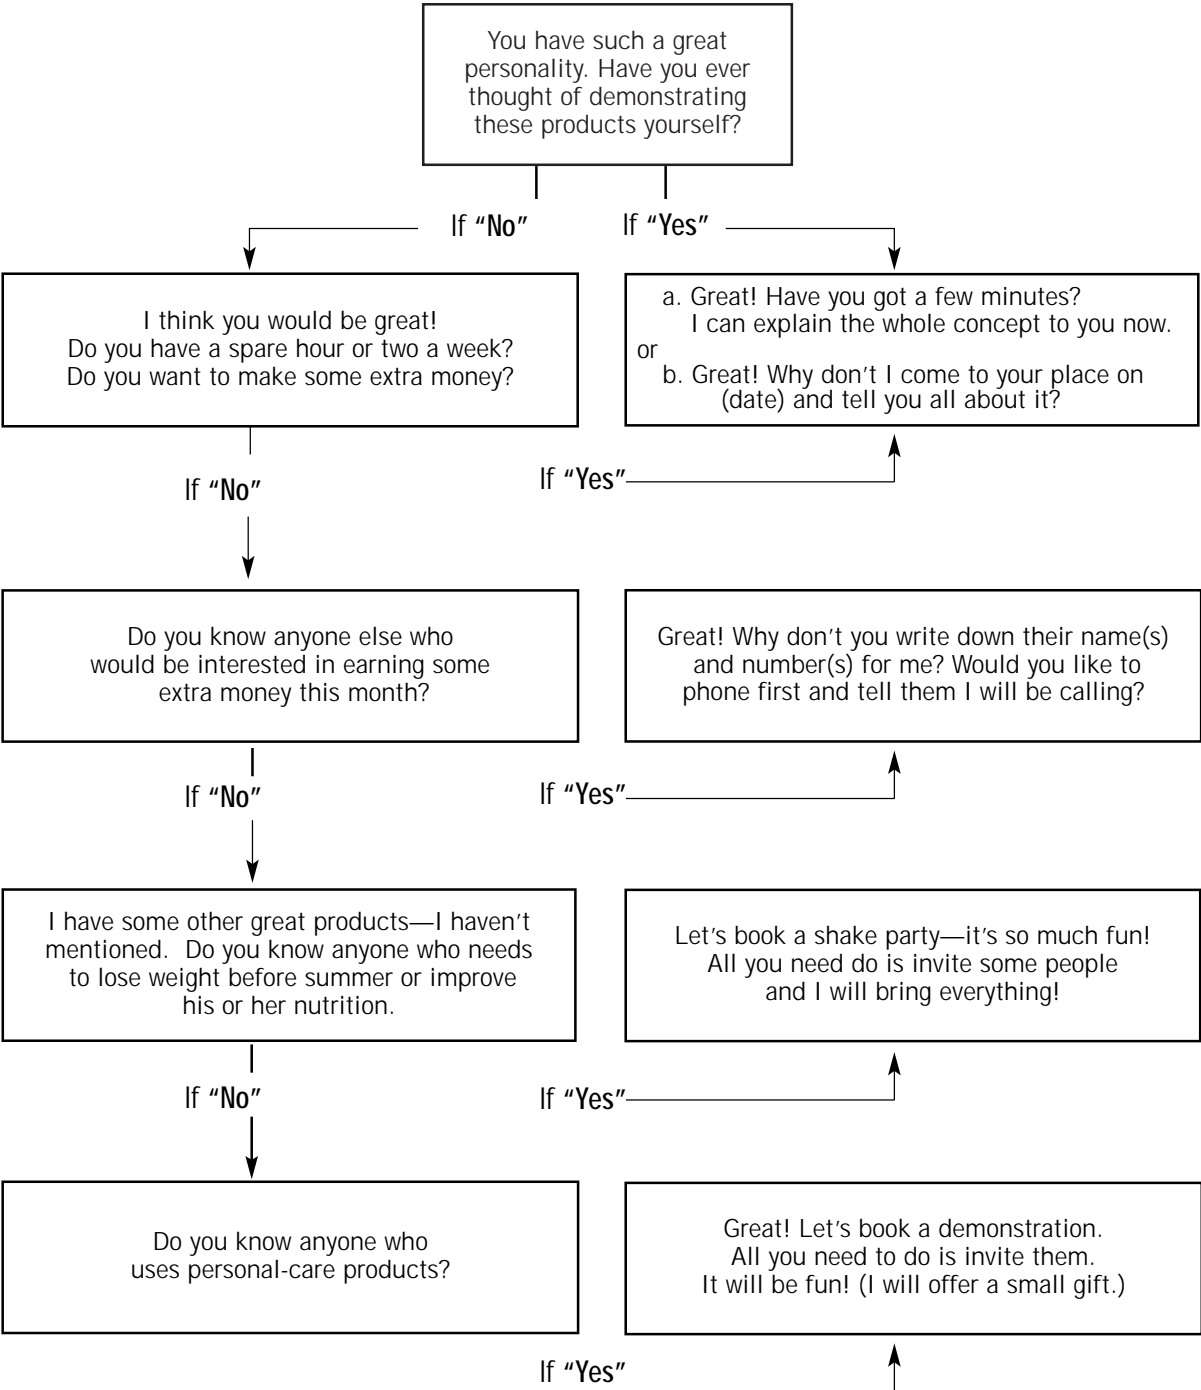 You have such a great
personality. Have you ever
thought of demonstrating
these products yourself?
If "No"
If "Yes"
I think you would be great!
Do you have a spare hour or two a week?
Do you want to make some extra money?
a. Great! Have you got a few minutes?
I can explain the whole concept to you now.
or
b. Great! Why don't I come to your place on
(date) and tell you all about it?
If "No"
If "Yes"
Do you know anyone else who
would be interested in earning some
extra money this month?
Great! Why don't you write down their name(s)
and number(s) for me? Would you like to
phone first and tell them I will be calling?
If "No"
If "Yes"
I have some other great products—I haven't
mentioned. Do you know anyone who needs
to lose weight before summer or improve
his or her nutrition.
Let's book a shake party—it's so much fun!
All you need do is invite some people
and I will bring everything!
If "No"
If "Yes"
Do you know anyone who
uses personal-care products?
Great! Let's book a demonstration.
All you need to do is invite them.
It will be fun! (I will offer a small gift.)
If "Yes"